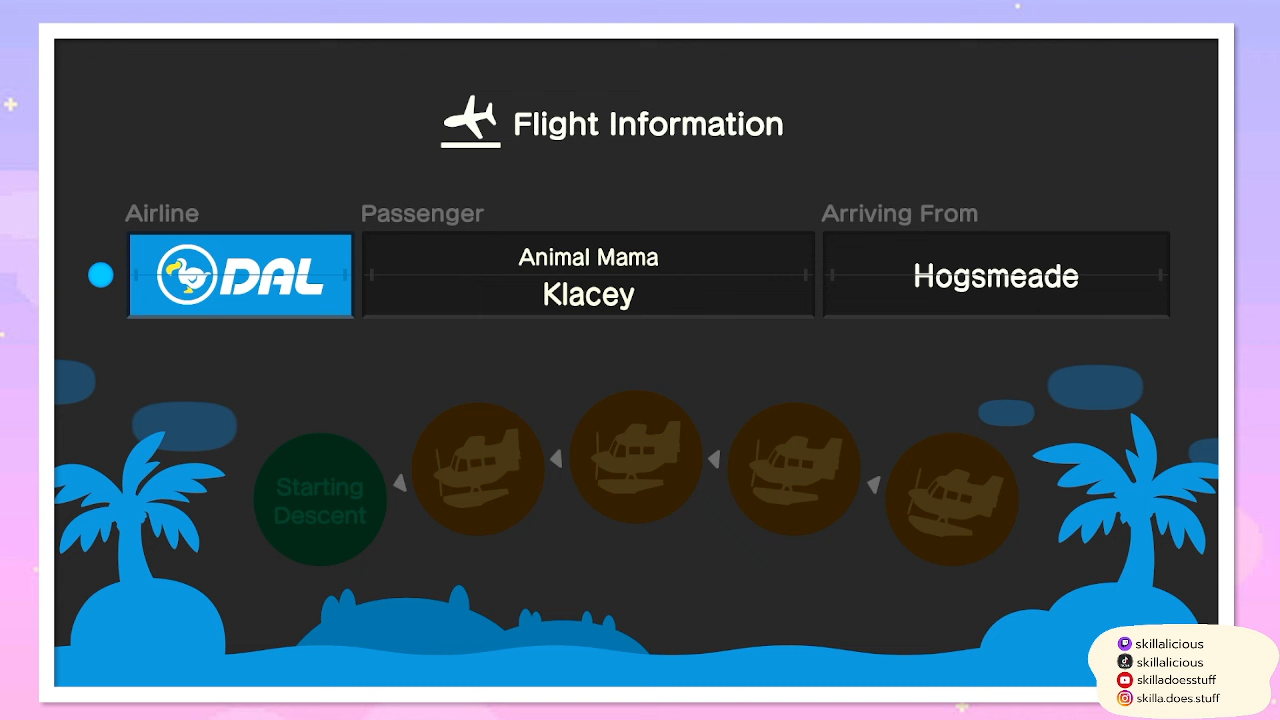 Flight Information
Airline
Passenger
Arriving From
DAL
Animal Mama
Klacey
Hogsmeade
Starting
Descent
skillalicious
skillalicious
skilladoesstuff
skilla.does.stuff